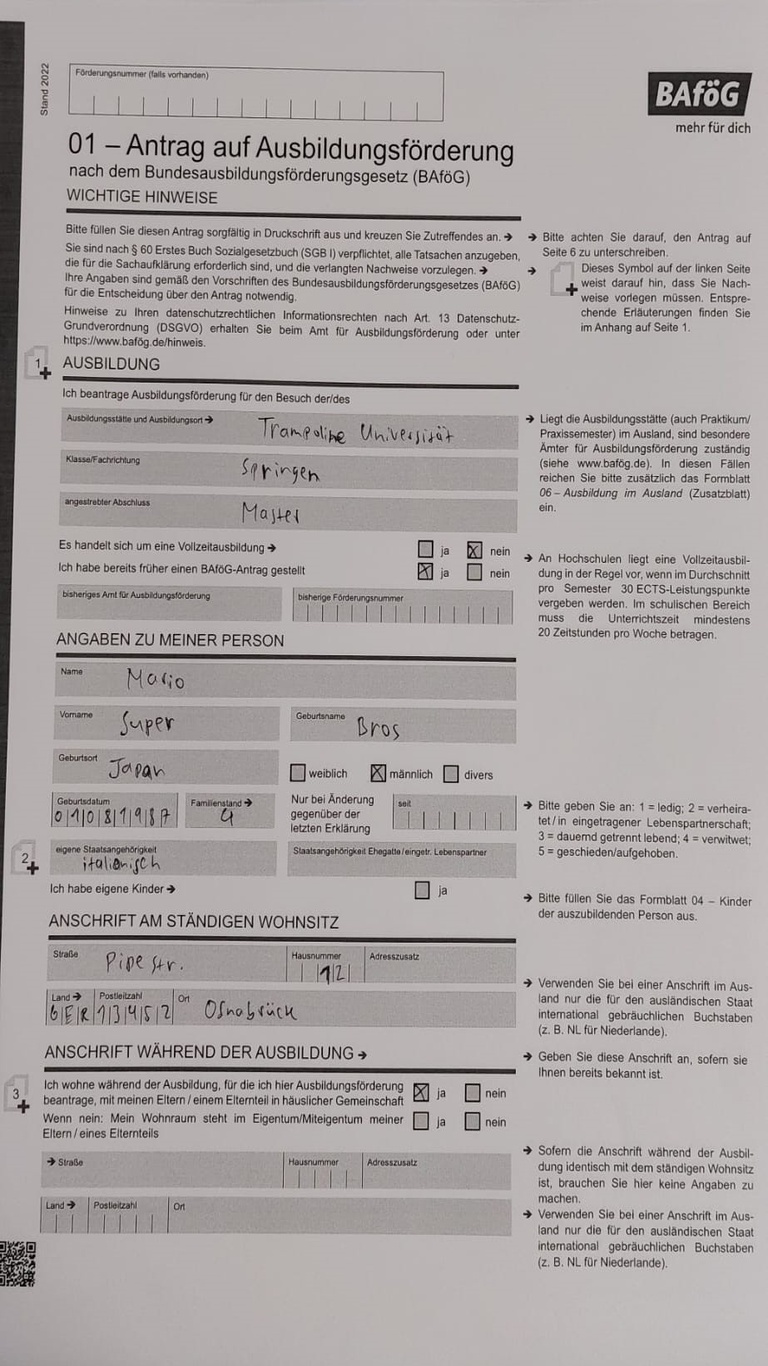 Stand 2022
Förderungsnummer (falls vorhanden)
BAföG
mehr für dich
01 – Antrag auf Ausbildungsförderung
nach dem Bundesausbildungsförderungsgesetz (BAföG)
WICHTIGE HINWEISE
Bitte füllen Sie diesen Antrag sorgfältig in Druckschrift aus und kreuzen Sie Zutreffendes an. →
Sie sind nach § 60 Erstes Buch Sozialgesetzbuch (SGB I) verpflichtet, alle Tatsachen anzugeben,
die für die Sachaufklärung erforderlich sind, und die verlangten Nachweise vorzulegen. →
Ihre Angaben sind gemäß den Vorschriften des Bundesausbildungsförderungsgesetzes (BAföG)
für die Entscheidung über den Antrag notwendig.
Hinweise zu Ihren datenschutzrechtlichen Informationsrechten nach Art. 13 Datenschutz-
Grundverordnung (DSGVO) erhalten Sie beim Amt für Ausbildungsförderung oder unter
https://www.bafög.de/hinweis.
→ Bitte achten Sie darauf, den Antrag auf
Seite 6 zu unterschreiben.
→ Dieses Symbol auf der linken Seite
weist darauf hin, dass Sie Nach-
weise vorlegen müssen. Entspre-
chende Erläuterungen finden Sie
im Anhang auf Seite 1.
1 AUSBILDUNG
Ich beantrage Ausbildungsförderung für den Besuch der/des
Ausbildungsstätte und Ausbildungsort → Trampoline Universität
Klasse/Fachrichtung Springen
angestrebter Abschluss Master
Es handelt sich um eine Vollzeitausbildung → ja nein
Ich habe bereits früher einen BAföG-Antrag gestellt ja nein
bisheriges Amt für Ausbildungsförderung bisherige Förderungsnummer
→ Liegt die Ausbildungsstätte (auch Praktikum/
Praxissemester) im Ausland, sind besondere
Ämter für Ausbildungsförderung zuständig
(siehe www.bafög.de). In diesen Fällen
reichen Sie bitte zusätzlich das Formblatt
06 – Ausbildung im Ausland (Zusatzblatt)
ein.
→ An Hochschulen liegt eine Vollzeitausbil-
dung in der Regel vor, wenn im Durchschnitt
pro Semester 30 ECTS-Leistungspunkte
vergeben werden. Im schulischen Bereich
muss die Unterrichtszeit mindestens
20 Zeitstunden pro Woche betragen.
ANGABEN ZU MEINER PERSON
Name Mario
Vorname Super Geburtsname Bros
Geburtsort Japan weiblich männlich divers
Geburtsdatum 01081987 Familienstand → 4 Nur bei Änderung seit
gegenüber der
letzten Erklärung
→ Bitte geben Sie an: 1 = ledig; 2 = verheira-
tet / in eingetragener Lebenspartnerschaft;
3 = dauernd getrennt lebend; 4 = verwitwet;
5 = geschieden/aufgehoben.
2 eigene Staatsangehörigkeit italienisch Staatsangehörigkeit Ehegatte/eingetr. Lebenspartner
Ich habe eigene Kinder → ja
→ Bitte füllen Sie das Formblatt 04 – Kinder
der auszubildenden Person aus.
ANSCHRIFT AM STÄNDIGEN WOHNSITZ
Straße Pipe str. Hausnummer 12 Adresszusatz
Land → GER Postleitzahl 13452 Ort Osnabrück
→ Verwenden Sie bei einer Anschrift im Aus-
land nur die für den ausländischen Staat
international gebräuchlichen Buchstaben
(z. B. NL für Niederlande).
ANSCHRIFT WÄHREND DER AUSBILDUNG →
→ Geben Sie diese Anschrift an, sofern sie
Ihnen bereits bekannt ist.
3 Ich wohne während der Ausbildung, für die ich hier Ausbildungsförderung
beantrage, mit meinen Eltern / einem Elternteil in häuslicher Gemeinschaft ja nein
Wenn nein: Mein Wohnraum steht im Eigentum/Miteigentum meiner ja nein
Eltern / eines Elternteils
→ Straße Hausnummer Adresszusatz
Land → Postleitzahl Ort
→ Sofern die Anschrift während der Ausbil-
dung identisch mit dem ständigen Wohnsitz
ist, brauchen Sie hier keine Angaben zu
machen.
→ Verwenden Sie bei einer Anschrift im Aus-
land nur die für den ausländischen Staat
international gebräuchlichen Buchstaben
(z. B. NL für Niederlande).